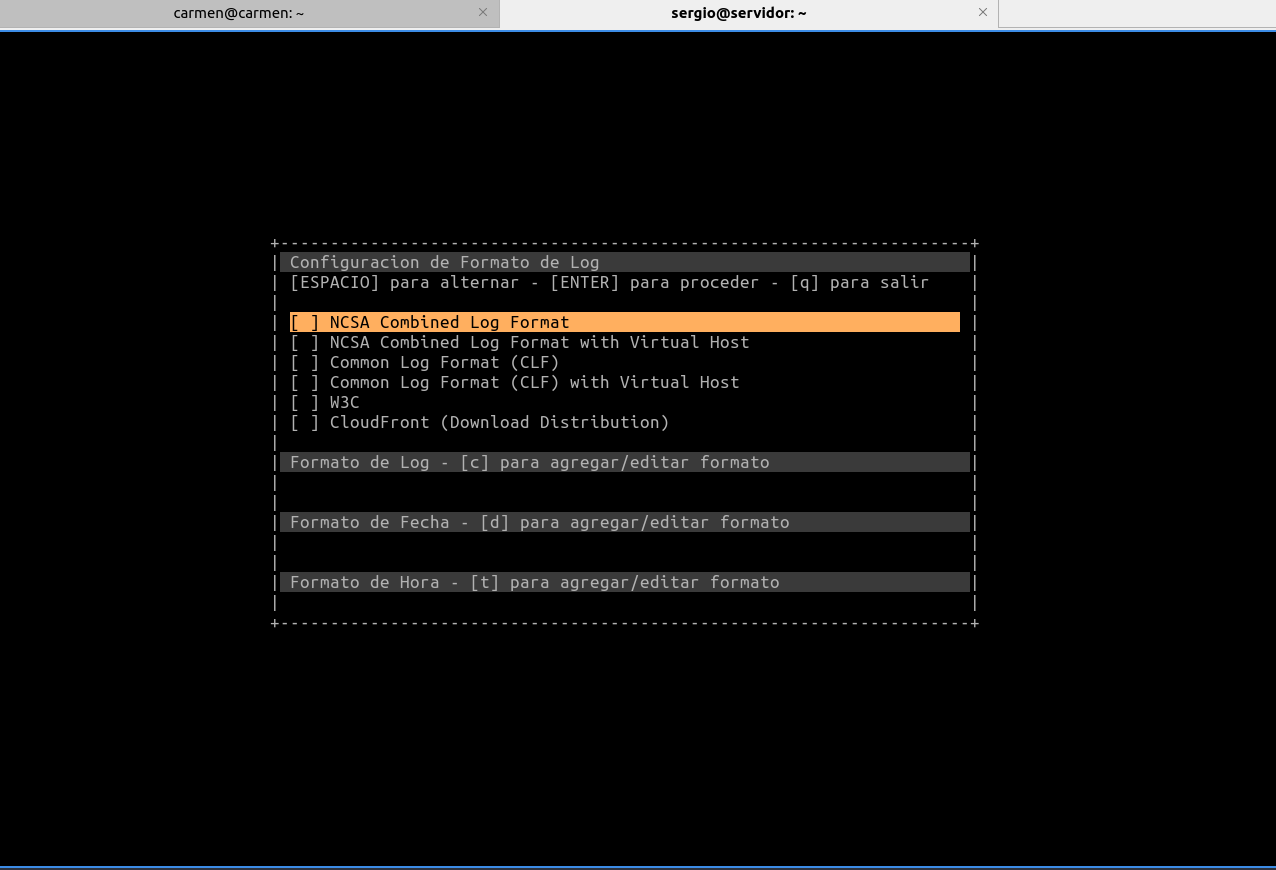 carmen@carmen: ~ × sergio@servidor: ~ ×
+---------------------------------------------------------------------+
| Configuracion de Formato de Log |
| [ESPACIO] para alternar - [ENTER] para proceder - [q] para salir |
| |
| [ ] NCSA Combined Log Format |
| [ ] NCSA Combined Log Format with Virtual Host |
| [ ] Common Log Format (CLF) |
| [ ] Common Log Format (CLF) with Virtual Host |
| [ ] W3C |
| [ ] CloudFront (Download Distribution) |
| |
| Formato de Log - [c] para agregar/editar formato |
| |
| |
| Formato de Fecha - [d] para agregar/editar formato |
| |
| |
| Formato de Hora - [t] para agregar/editar formato |
| |
+---------------------------------------------------------------------+